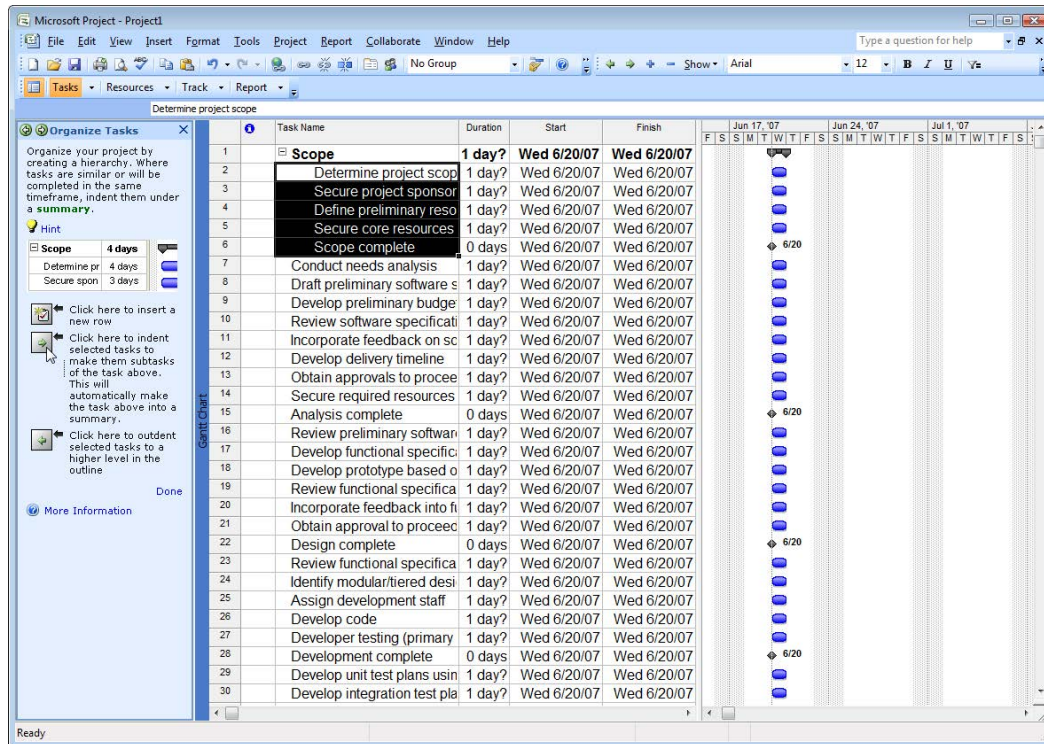 Microsoft Project - Project1
File Edit View Insert Format Tools Project Report Collaborate Window Help Type a question for help
No Group Show Arial 12 B I U
Tasks Resources Track Report
Determine project scope
Organize Tasks
Organize your project by
creating a hierarchy. Where
tasks are similar or will be
completed in the same
timeframe, indent them under
a summary.
Hint
Scope 4 days
Determine pr 4 days
Secure spon 3 days
Click here to insert a
new row
Click here to indent
selected tasks to
make them subtasks
of the task above.
This will
automatically make
the task above into a
summary.
Click here to outdent
selected tasks to a
higher level in the
outline
Done
More Information
Gantt Chart
Task Name Duration Start Finish Jun 17, '07 Jun 24, '07 Jul 1, '07
F S S M T W T F S S M T W T F S S M T W T F S
1 Scope 1 day? Wed 6/20/07 Wed 6/20/07
2 Determine project scop 1 day? Wed 6/20/07 Wed 6/20/07
3 Secure project sponsor 1 day? Wed 6/20/07 Wed 6/20/07
4 Define preliminary reso 1 day? Wed 6/20/07 Wed 6/20/07
5 Secure core resources 1 day? Wed 6/20/07 Wed 6/20/07
6 Scope complete 0 days Wed 6/20/07 Wed 6/20/07 6/20
7 Conduct needs analysis 1 day? Wed 6/20/07 Wed 6/20/07
8 Draft preliminary software s 1 day? Wed 6/20/07 Wed 6/20/07
9 Develop preliminary budge 1 day? Wed 6/20/07 Wed 6/20/07
10 Review software specificati 1 day? Wed 6/20/07 Wed 6/20/07
11 Incorporate feedback on sc 1 day? Wed 6/20/07 Wed 6/20/07
12 Develop delivery timeline 1 day? Wed 6/20/07 Wed 6/20/07
13 Obtain approvals to procee 1 day? Wed 6/20/07 Wed 6/20/07
14 Secure required resources 1 day? Wed 6/20/07 Wed 6/20/07
15 Analysis complete 0 days Wed 6/20/07 Wed 6/20/07 6/20
16 Review preliminary softwar 1 day? Wed 6/20/07 Wed 6/20/07
17 Develop functional specific 1 day? Wed 6/20/07 Wed 6/20/07
18 Develop prototype based o 1 day? Wed 6/20/07 Wed 6/20/07
19 Review functional specifica 1 day? Wed 6/20/07 Wed 6/20/07
20 Incorporate feedback into fu 1 day? Wed 6/20/07 Wed 6/20/07
21 Obtain approval to proceed 1 day? Wed 6/20/07 Wed 6/20/07
22 Design complete 0 days Wed 6/20/07 Wed 6/20/07 6/20
23 Review functional specifica 1 day? Wed 6/20/07 Wed 6/20/07
24 Identify modular/tiered desi 1 day? Wed 6/20/07 Wed 6/20/07
25 Assign development staff 1 day? Wed 6/20/07 Wed 6/20/07
26 Develop code 1 day? Wed 6/20/07 Wed 6/20/07
27 Developer testing (primary 1 day? Wed 6/20/07 Wed 6/20/07
28 Development complete 0 days Wed 6/20/07 Wed 6/20/07 6/20
29 Develop unit test plans usin 1 day? Wed 6/20/07 Wed 6/20/07
30 Develop integration test pla 1 day? Wed 6/20/07 Wed 6/20/07
Ready